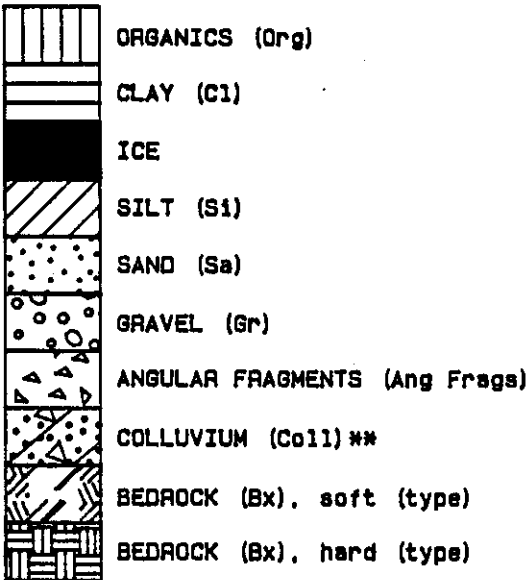 ORGANICS (Org)
CLAY (Cl)
ICE
SILT (Si)
SAND (Sa)
GRAVEL (Gr)
ANGULAR FRAGMENTS (Ang Frags)
COLLUVIUM (Coll)**
BEDROCK (Bx), soft (type)
BEDROCK (Bx), hard (type)